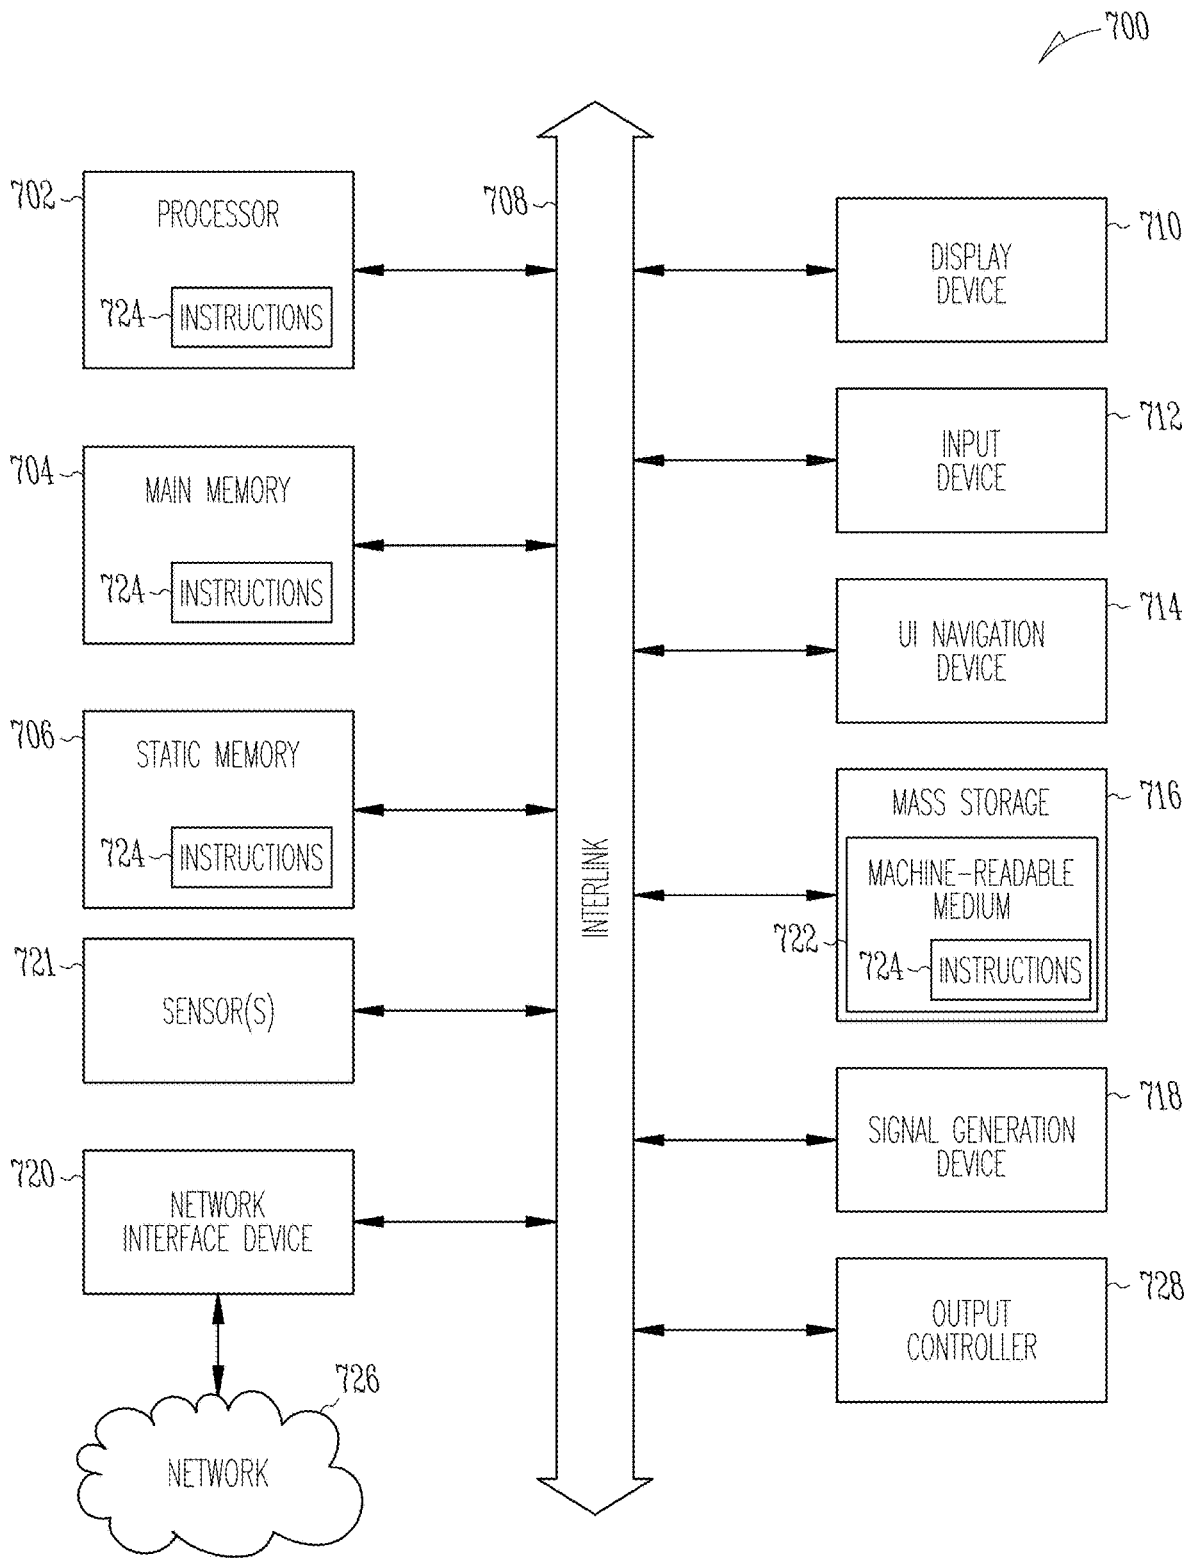 700
702
PROCESSOR
724
INSTRUCTIONS
704
MAIN MEMORY
724
INSTRUCTIONS
706
STATIC MEMORY
724
INSTRUCTIONS
721
SENSOR(S)
720
NETWORK
INTERFACE DEVICE
726
NETWORK
708
INTERLINK
710
DISPLAY
DEVICE
712
INPUT
DEVICE
714
UI NAVIGATION
DEVICE
716
MASS STORAGE
MACHINE-READABLE
MEDIUM
722
724
INSTRUCTIONS
718
SIGNAL GENERATION
DEVICE
728
OUTPUT
CONTROLLER